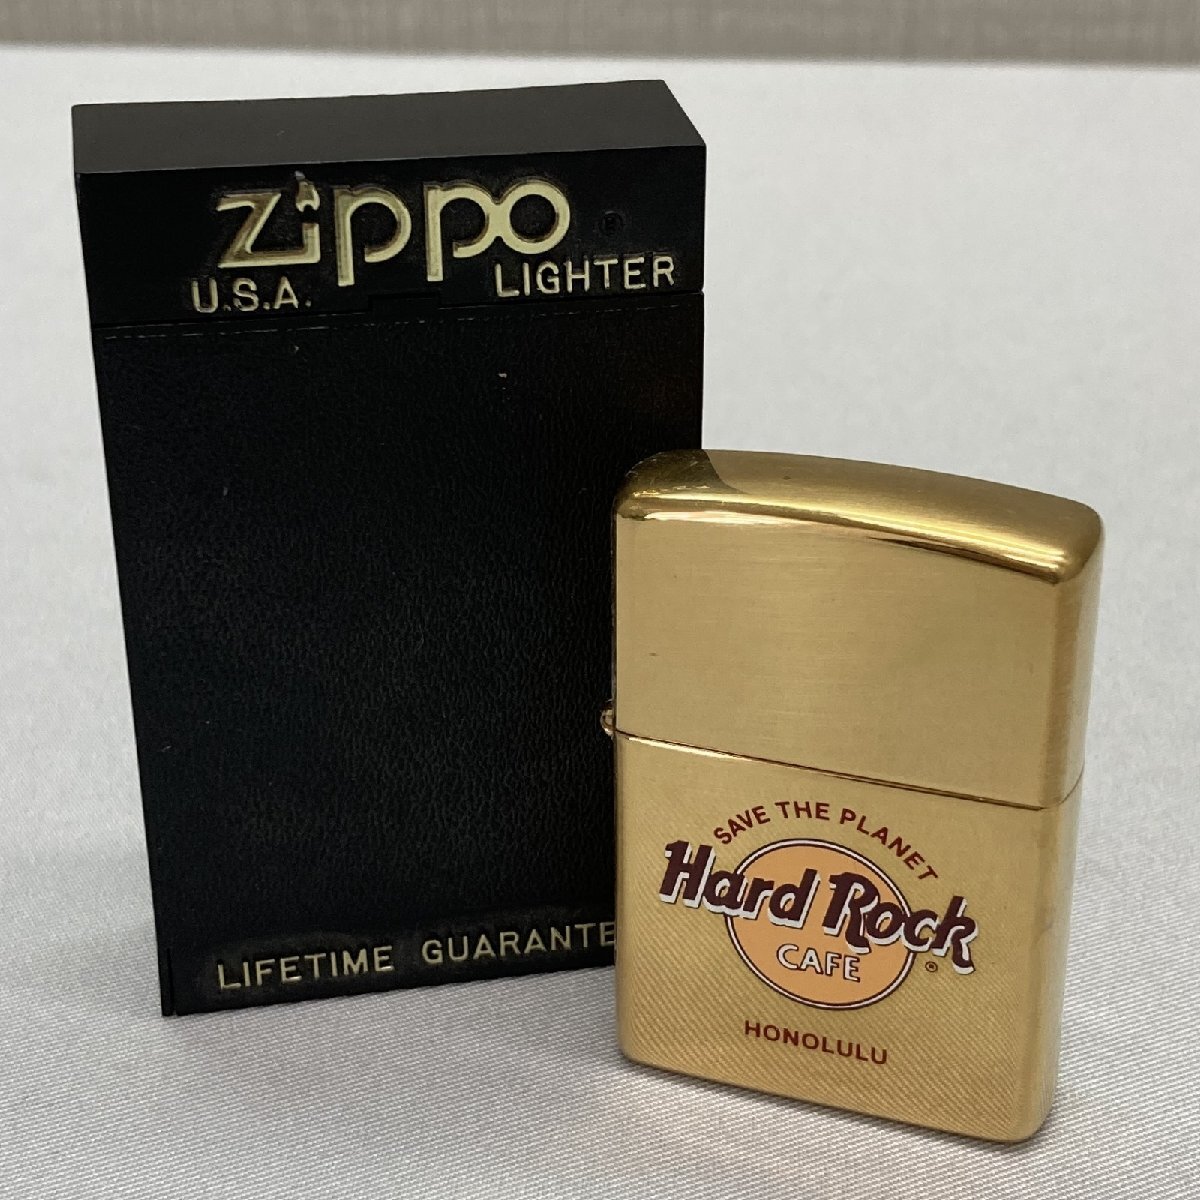 Zippo
U.S.A. LIGHTER
LIFETIME GUARANTE
SAVE THE PLANET
Hard Rock
CAFE ®
HONOLULU